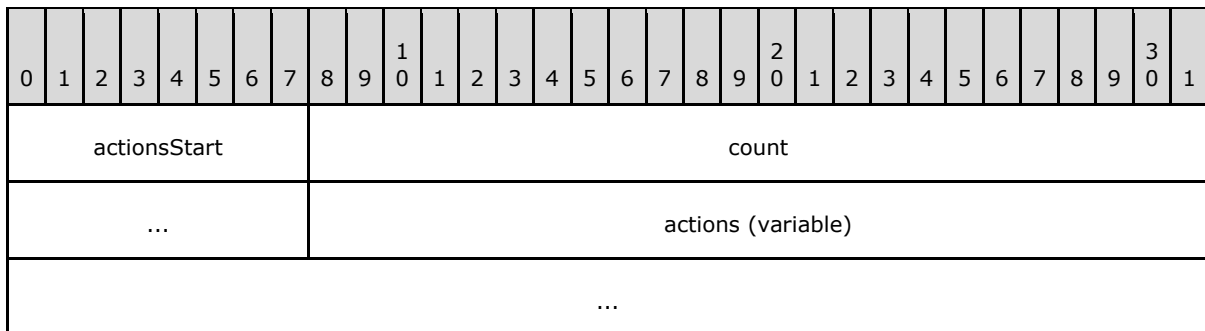 1 2 3
0 1 2 3 4 5 6 7 8 9 0 1 2 3 4 5 6 7 8 9 0 1 2 3 4 5 6 7 8 9 0 1
actionsStart count
... actions (variable)
...